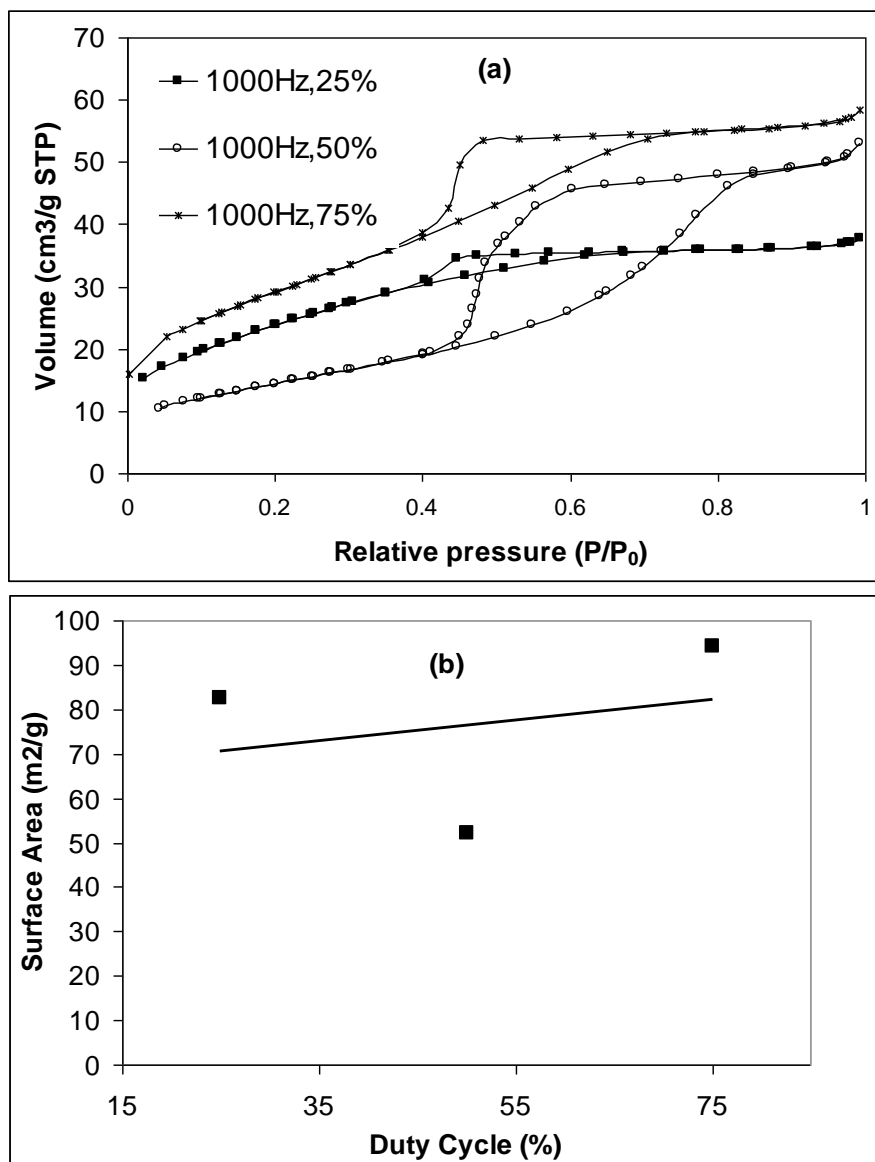 (a)
1000Hz,25%
1000Hz,50%
1000Hz,75%
70
60
50
40
30
20
10
0
Volume (cm3/g STP)
0 0.2 0.4 0.6 0.8 1
Relative pressure (P/P₀)
(b)
100
90
80
70
60
50
40
30
20
10
0
Surface Area (m2/g)
15 35 55 75
Duty Cycle (%)